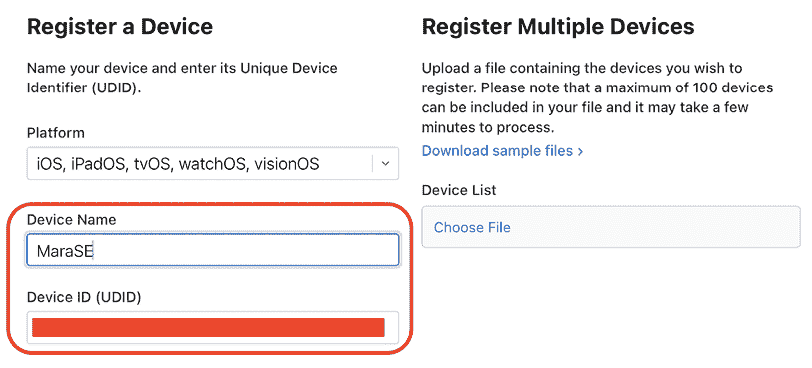 Register a Device
Name your device and enter its Unique Device
Identifier (UDID).
Platform
iOS, iPadOS, tvOS, watchOS, visionOS
Device Name
MaraSE
Device ID (UDID)
Register Multiple Devices
Upload a file containing the devices you wish to
register. Please note that a maximum of 100 devices
can be included in your file and it may take a few
minutes to process.
Download sample files >
Device List
Choose File